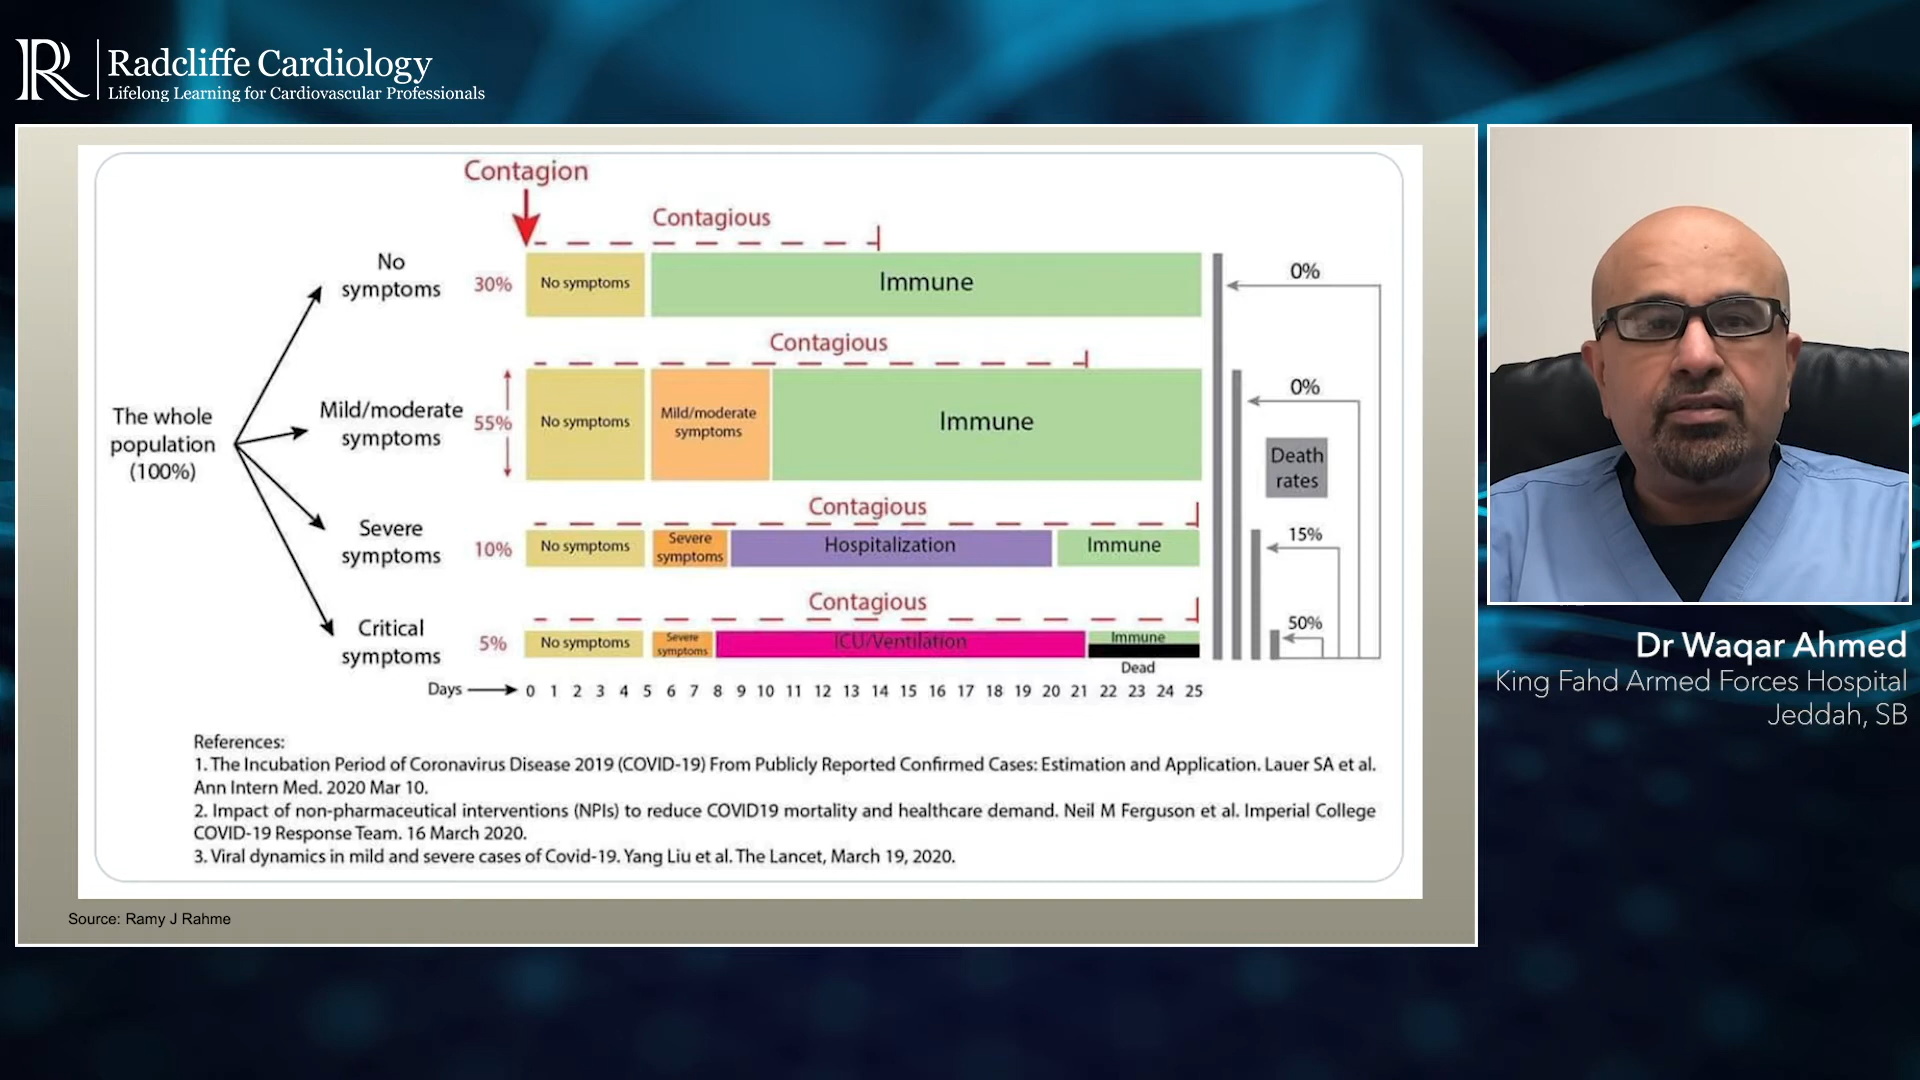 R
Radcliffe Cardiology
Lifelong Learning for Cardiovascular Professionals
Contagion
Contagious
No
symptoms
30%
No symptoms
Immune
0%
Contagious
Mild/moderate
symptoms
55%
No symptoms
Mild/moderate
symptoms
Immune
0%
The whole
population
(100%)
Death
rates
Contagious
Severe
symptoms
10%
No symptoms
Severe
symptoms
Hospitalization
Immune
15%
Contagious
Critical
symptoms
5%
No symptoms
Severe
symptoms
ICU/Ventilation
Immune
Dead
50%
Days 0 1 2 3 4 5 6 7 8 9 10 11 12 13 14 15 16 17 18 19 20 21 22 23 24 25
References:
1. The Incubation Period of Coronavirus Disease 2019 (COVID-19) From Publicly Reported Confirmed Cases: Estimation and Application. Lauer SA et al.
Ann Intern Med. 2020 Mar 10.
2. Impact of non-pharmaceutical interventions (NPIs) to reduce COVID19 mortality and healthcare demand. Neil M Ferguson et al. Imperial College
COVID-19 Response Team. 16 March 2020.
3. Viral dynamics in mild and severe cases of Covid-19. Yang Liu et al. The Lancet, March 19, 2020.
Source: Ramy J Rahme
Dr Waqar Ahmed
King Fahd Armed Forces Hospital
Jeddah, SB